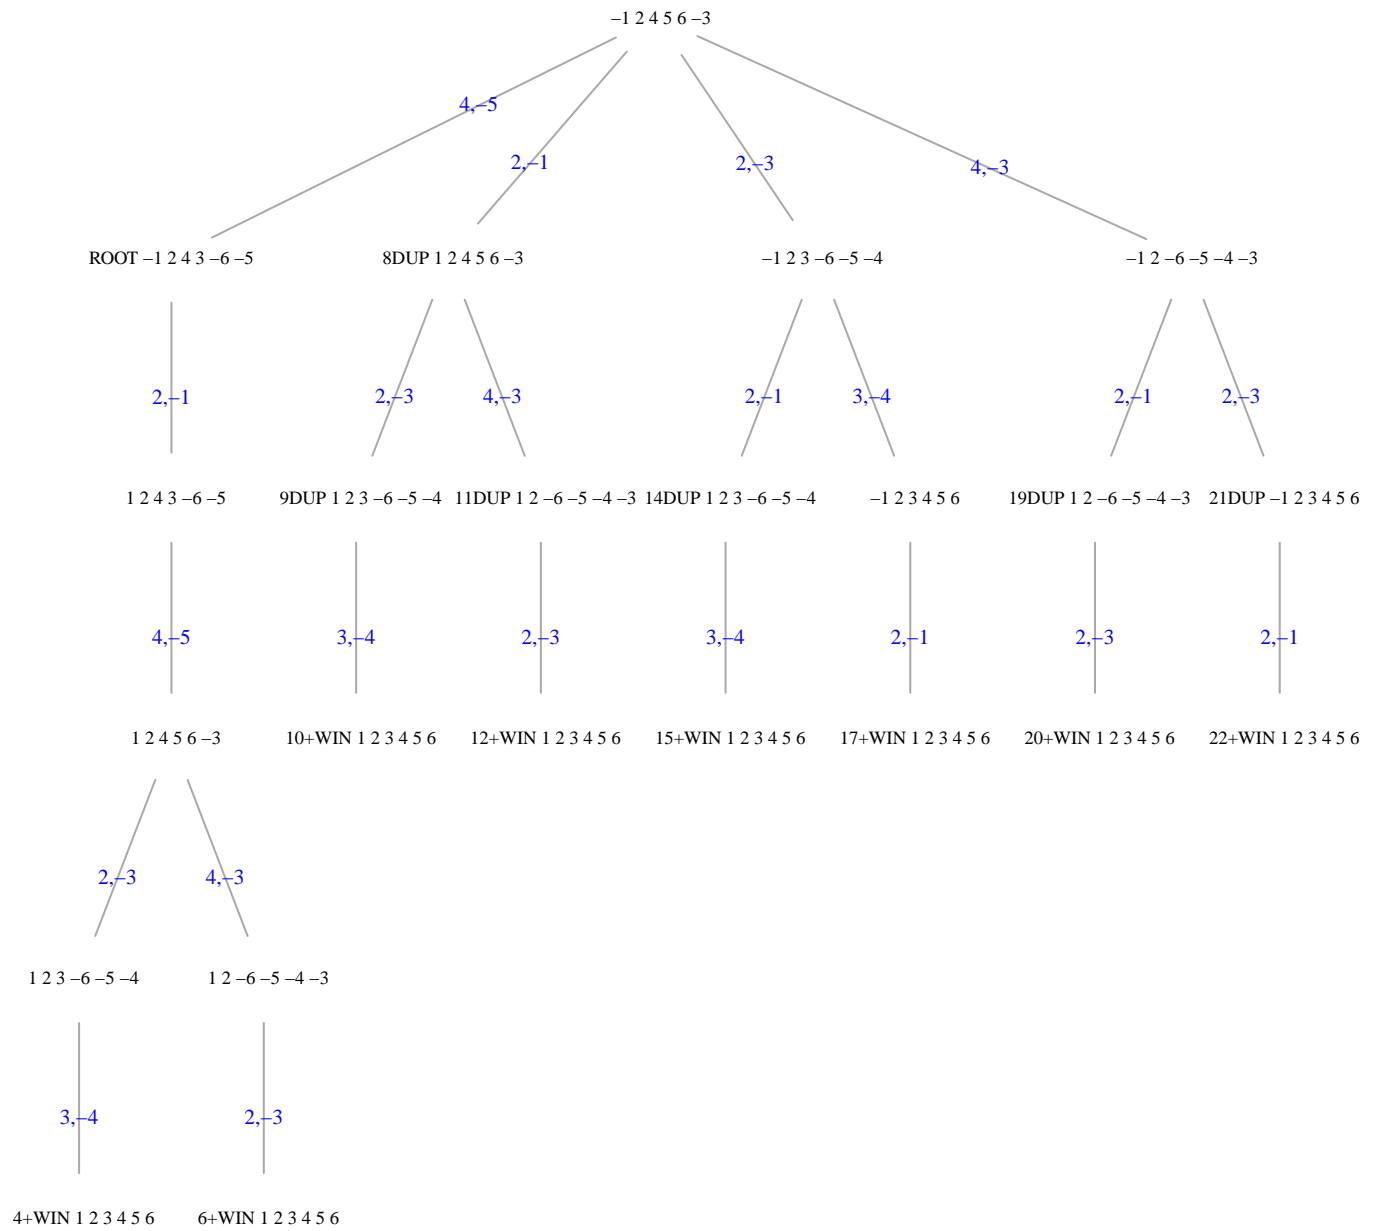 –1 2 4 5 6 –3
4,–5
2,–1
2,–3
4,–3
ROOT –1 2 4 3 –6 –5
8DUP 1 2 4 5 6 –3
–1 2 3 –6 –5 –4
–1 2 –6 –5 –4 –3
2,–1
2,–3
4,–3
2,–1
3,–4
2,–1
2,–3
1 2 4 3 –6 –5
9DUP 1 2 3 –6 –5 –4
11DUP 1 2 –6 –5 –4 –3
14DUP 1 2 3 –6 –5 –4
–1 2 3 4 5 6
19DUP 1 2 –6 –5 –4 –3
21DUP –1 2 3 4 5 6
4,–5
3,–4
2,–3
3,–4
2,–1
2,–3
2,–1
1 2 4 5 6 –3
10+WIN 1 2 3 4 5 6
12+WIN 1 2 3 4 5 6
15+WIN 1 2 3 4 5 6
17+WIN 1 2 3 4 5 6
20+WIN 1 2 3 4 5 6
22+WIN 1 2 3 4 5 6
2,–3
4,–3
1 2 3 –6 –5 –4
1 2 –6 –5 –4 –3
3,–4
2,–3
4+WIN 1 2 3 4 5 6
6+WIN 1 2 3 4 5 6